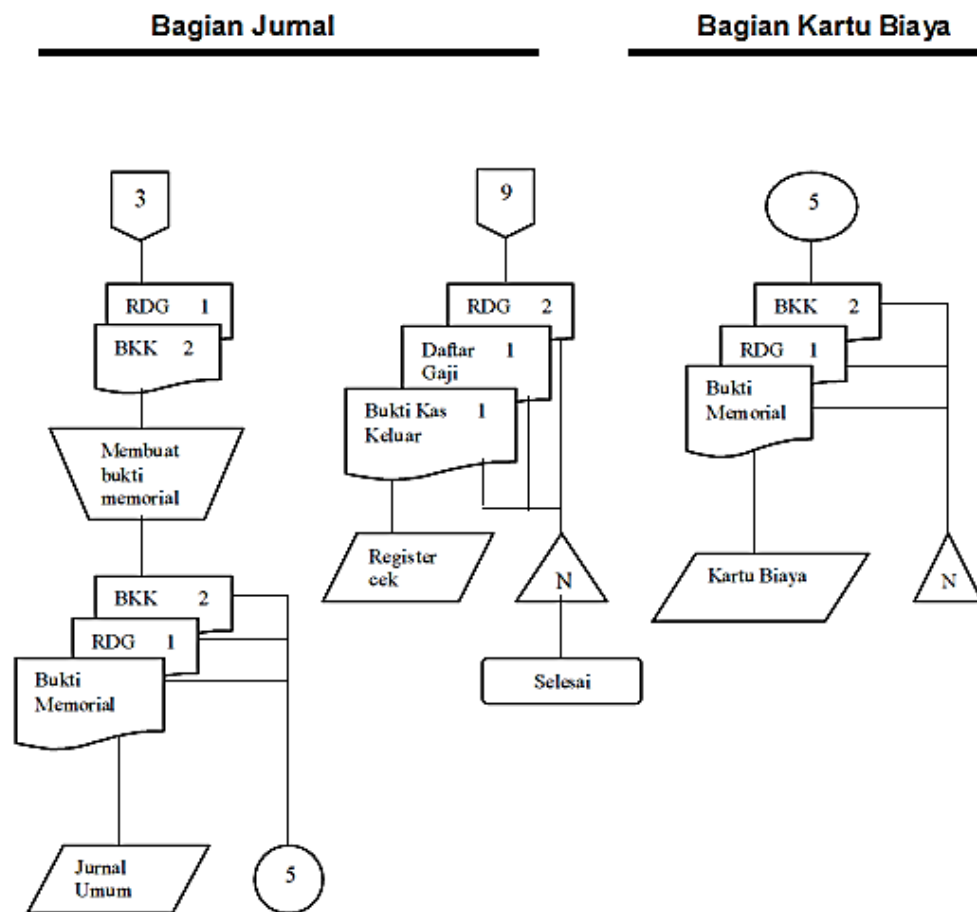 Bagian Jurnal
Bagian Kartu Biaya
3
RDG 1
BKK 2
Membuat
bukti
memorial
BKK 2
RDG 1
Bukti
Memorial
Jurnal
Umum
5
9
RDG 2
Daftar 1
Gaji
Bukti Kas 1
Keluar
Register
cek
N
Selesai
5
BKK 2
RDG 1
Bukti
Memorial
Kartu Biaya
N